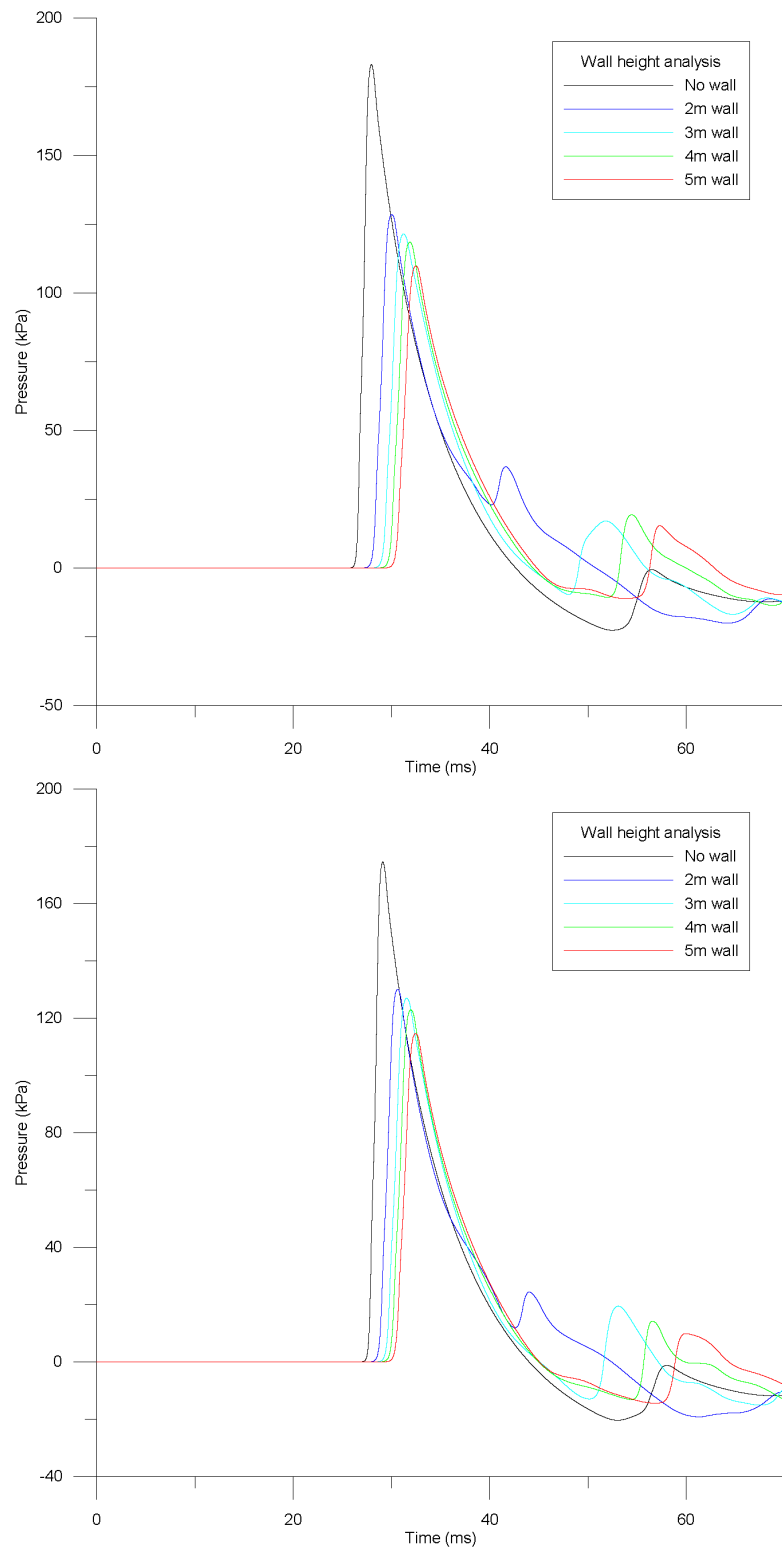 200
Wall height analysis
No wall
2m wall
3m wall
4m wall
5m wall
150
100
50
0
-50
Pressure (kPa)
0 20 40 60
Time (ms)
200
Wall height analysis
No wall
2m wall
3m wall
4m wall
5m wall
160
120
80
40
0
-40
Pressure (kPa)
0 20 40 60
Time (ms)